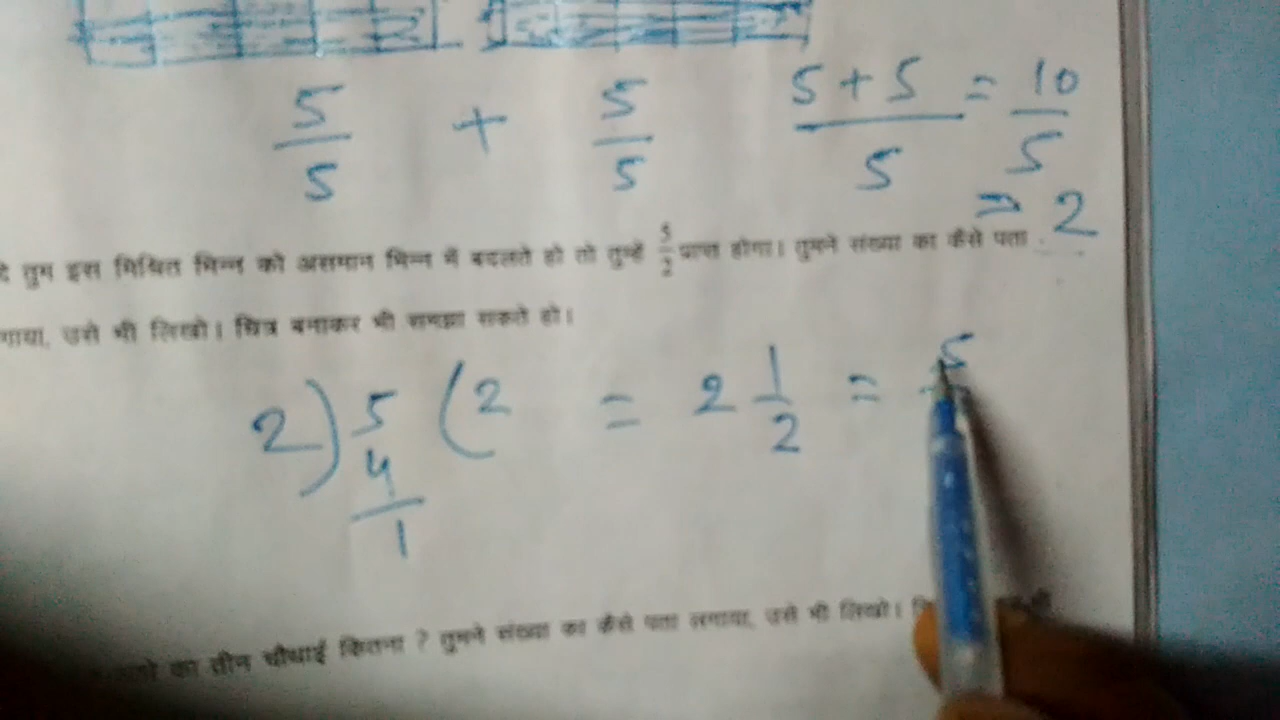 5/5 + 5/5 5+5/5 = 10/5
⇒ 2
तुम इस मिश्रित भिन्न को असमान भिन्न में बदलते हो तो तुम्हें 5/2 प्राप्त होगा। तुमने संख्या का कैसे पता
उसे भी लिखो। चित्र बनाकर भी समझा सकते हो।
2)5(2 = 2 1/2 = 5
4
1
का तीन चौथाई कितना ? तुमने संख्या का कैसे पता लगाया, उसे भी लिखो।